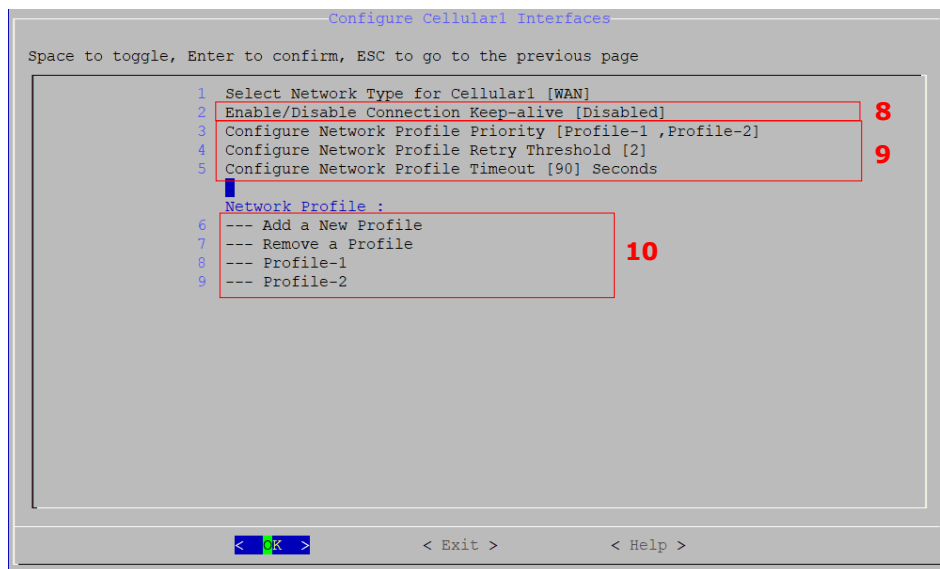 Configure Cellular1 Interfaces
Space to toggle, Enter to confirm, ESC to go to the previous page
1 Select Network Type for Cellular1 [WAN]
2 Enable/Disable Connection Keep-alive [Disabled] 8
3 Configure Network Profile Priority [Profile-1 ,Profile-2]
4 Configure Network Profile Retry Threshold [2] 9
5 Configure Network Profile Timeout [90] Seconds
Network Profile :
6 --- Add a New Profile
7 --- Remove a Profile 10
8 --- Profile-1
9 --- Profile-2
< OK > < Exit > < Help >